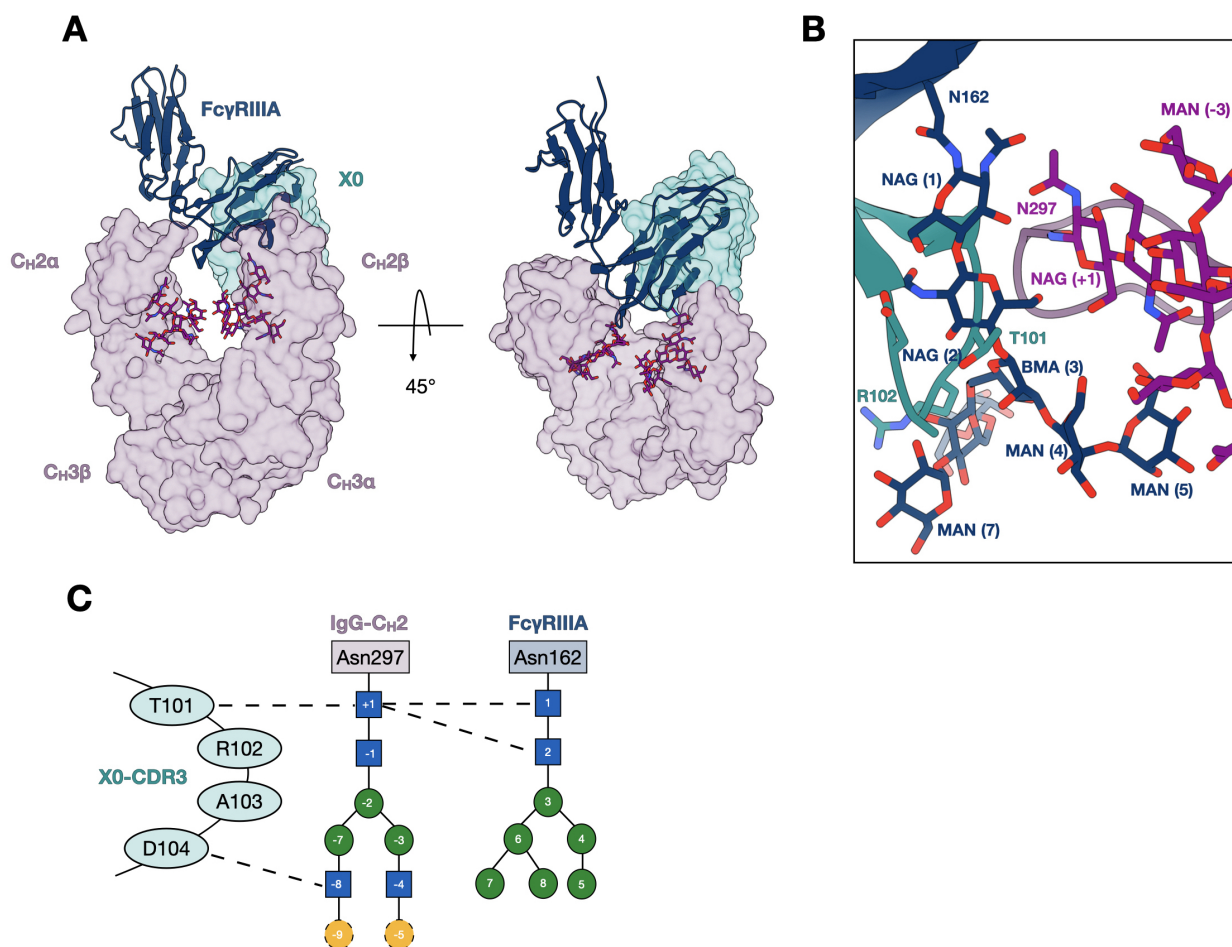 A
FcγRIIIA
X0
CH2α
CH2β
45°
CH3β
CH3α
B
N162
MAN (-3)
NAG (1)
N297
NAG (+1)
T101
NAG (2)
BMA (3)
R102
MAN (4)
MAN (5)
MAN (7)
C
IgG-CH2
FcγRIIIA
Asn297
Asn162
T101
+1
1
R102
-1
2
X0-CDR3
A103
-2
3
D104
-7
-3
6
4
-8
-4
7
8
5
-9
-5